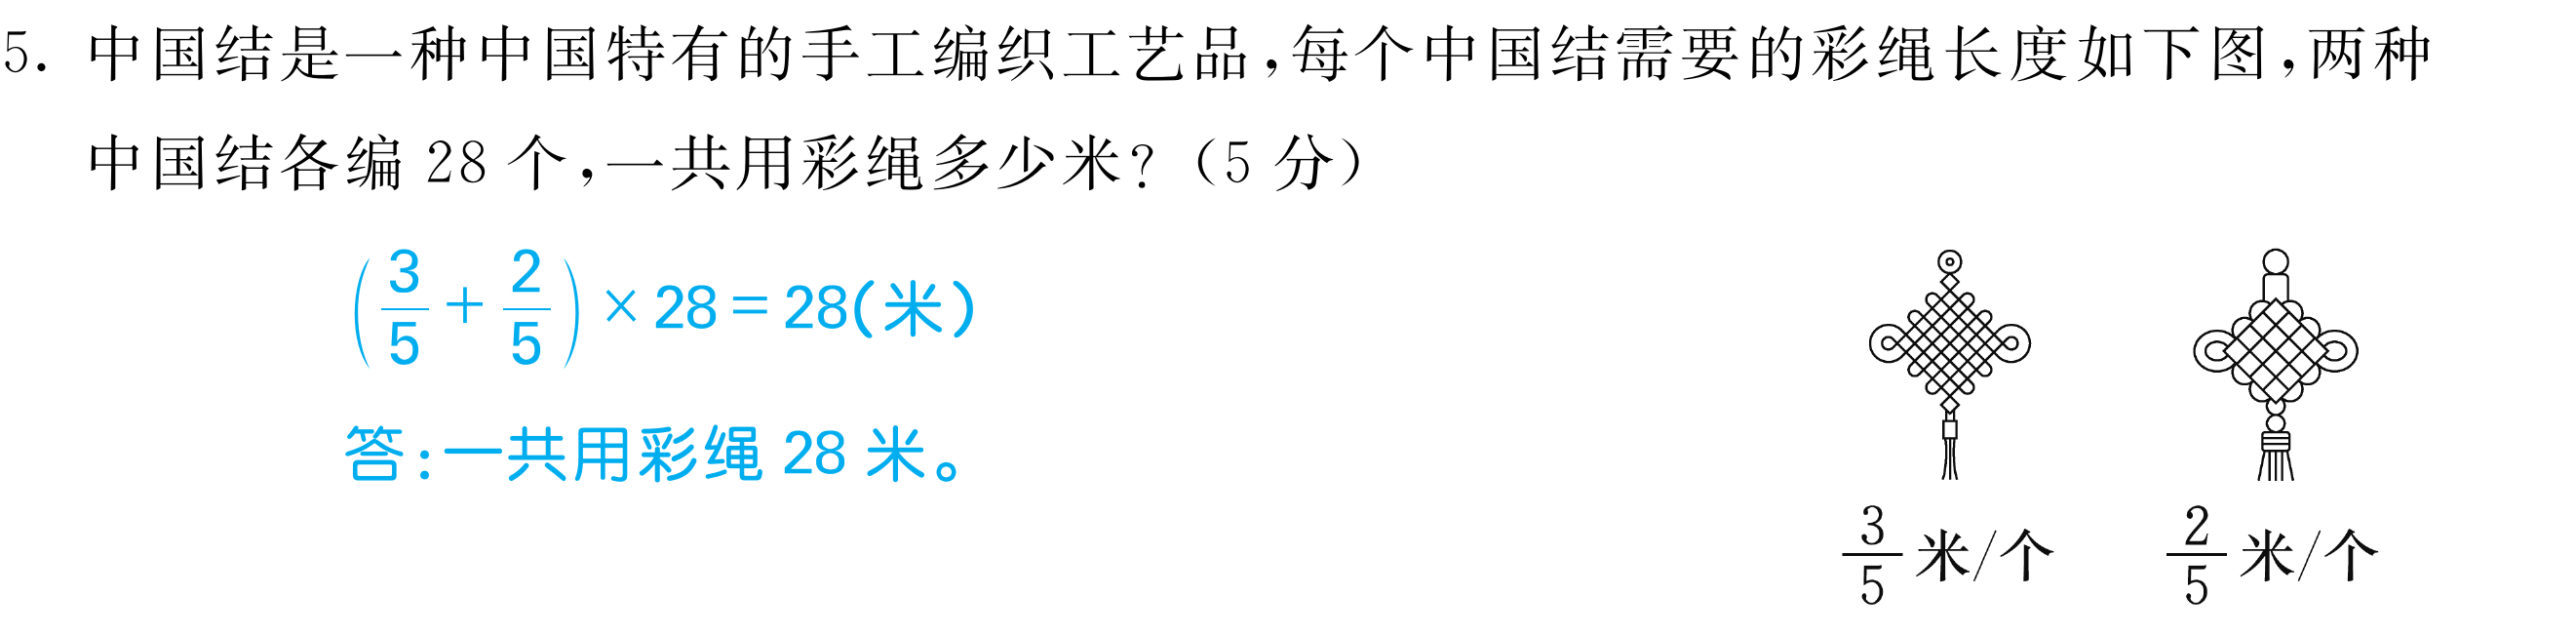 5. 中国结是一种中国特有的手工编织工艺品,每个中国结需要的彩绳长度如下图,两种
中国结各编 28 个,一共用彩绳多少米?(5 分)
(3/5 + 2/5) × 28 = 28(米)
答:一共用彩绳 28 米。
3/5 米/个 2/5 米/个